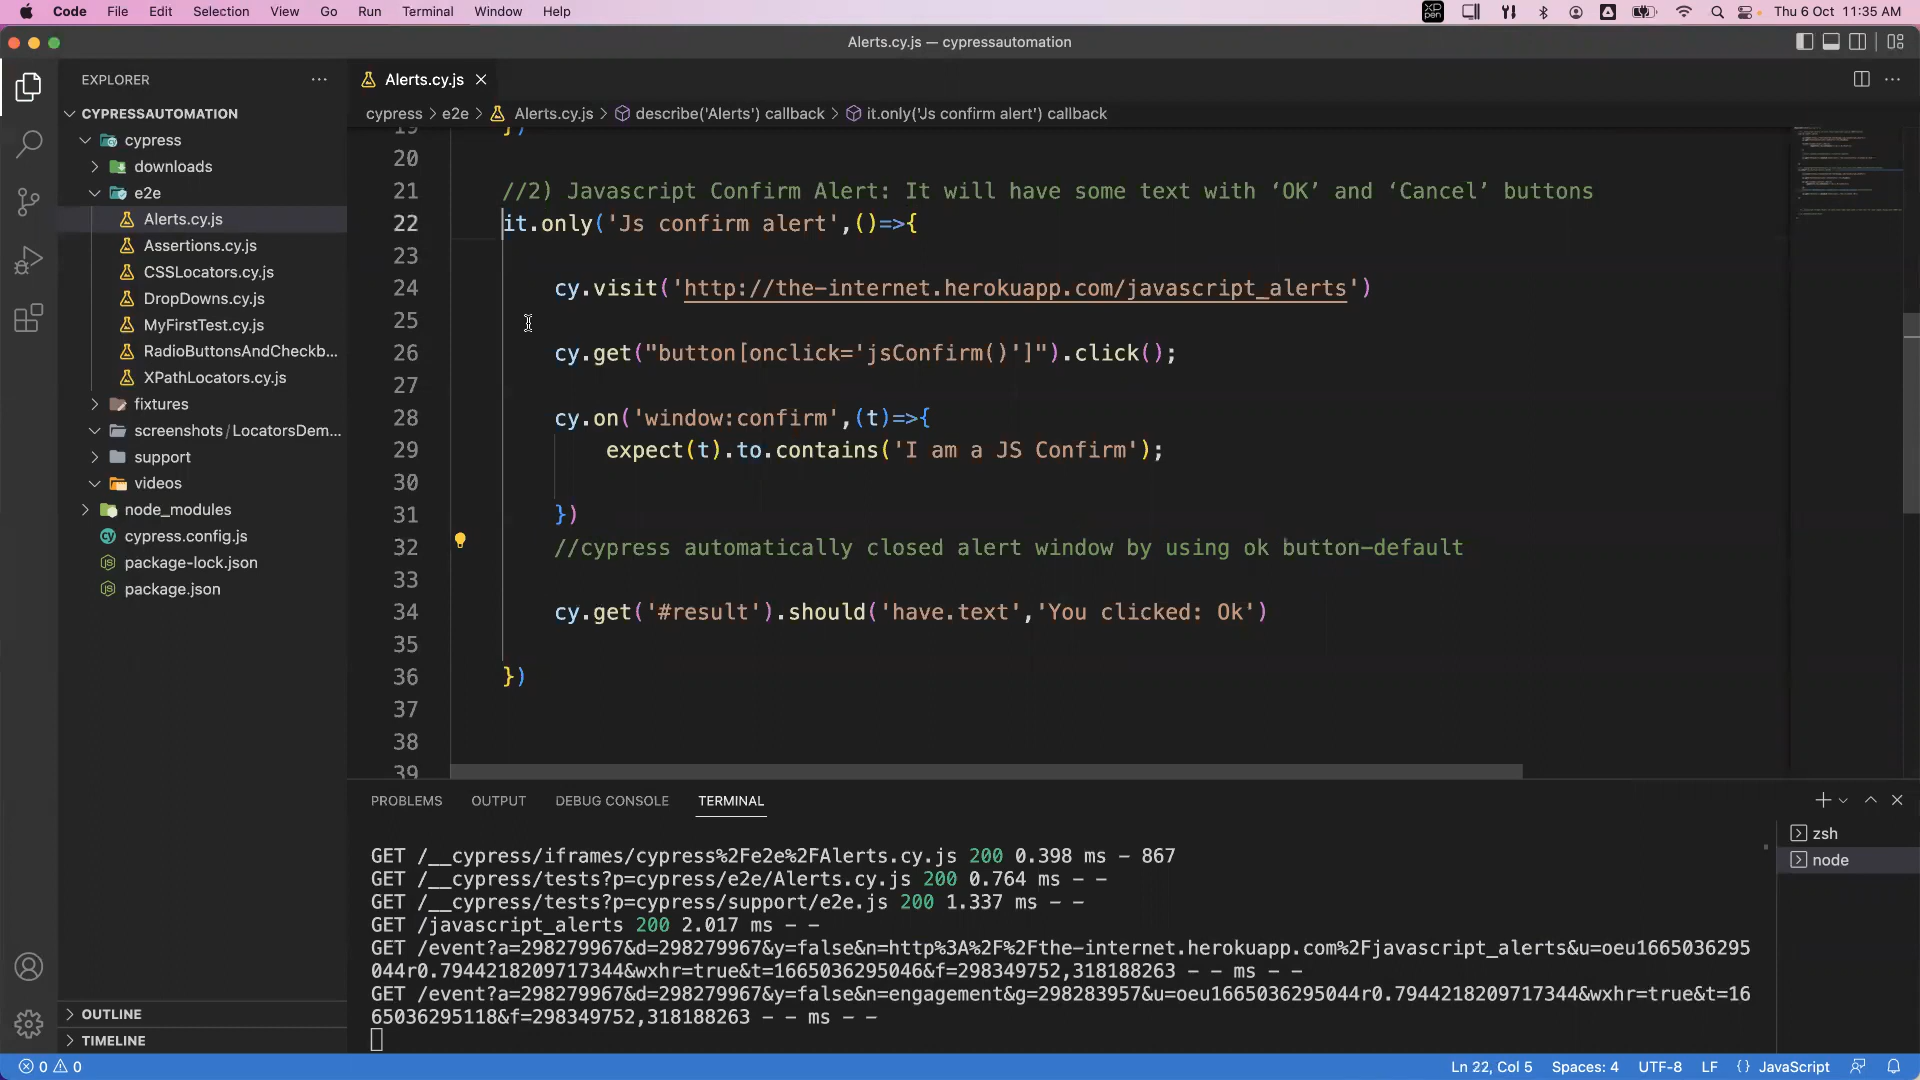 Code File Edit Selection View Go Run Terminal Window Help XP pen Thu 6 Oct 11:35 AM
Alerts.cy.js — cypressautomation
EXPLORER
Alerts.cy.js
CYPRESSAUTOMATION
cypress > e2e > Alerts.cy.js > describe('Alerts') callback > it.only('Js confirm alert') callback
cypress
downloads
e2e
Alerts.cy.js
Assertions.cy.js
CSSLocators.cy.js
DropDowns.cy.js
MyFirstTest.cy.js
RadioButtonsAndCheckb...
XPathLocators.cy.js
fixtures
screenshots/LocatorsDem...
support
videos
node_modules
cypress.config.js
package-lock.json
package.json
OUTLINE
TIMELINE
19 })
20
21 //2) Javascript Confirm Alert: It will have some text with ‘OK’ and ‘Cancel’ buttons
22 it.only('Js confirm alert',()=>{
23
24 cy.visit('http://the-internet.herokuapp.com/javascript_alerts')
25
26 cy.get("button[onclick='jsConfirm()']").click();
27
28 cy.on('window:confirm',(t)=>{
29 expect(t).to.contains('I am a JS Confirm');
30
31 })
32 //cypress automatically closed alert window by using ok button-default
33
34 cy.get('#result').should('have.text','You clicked: Ok')
35
36 })
37
38
39
PROBLEMS OUTPUT DEBUG CONSOLE TERMINAL
GET /__cypress/iframes/cypress%2Fe2e%2FAlerts.cy.js 200 0.398 ms - 867
GET /__cypress/tests?p=cypress/e2e/Alerts.cy.js 200 0.764 ms - -
GET /__cypress/tests?p=cypress/support/e2e.js 200 1.337 ms - -
GET /javascript_alerts 200 2.017 ms - -
GET /event?a=298279967&d=298279967&y=false&n=http%3A%2F%2Fthe-internet.herokuapp.com%2Fjavascript_alerts&u=oeu1665036295
044r0.7944218209717344&wxhr=true&t=1665036295046&f=298349752,318188263 - - ms - -
GET /event?a=298279967&d=298279967&y=false&n=engagement&g=298283957&u=oeu1665036295044r0.7944218209717344&wxhr=true&t=16
65036295118&f=298349752,318188263 - - ms - -
zsh
node
0 0 Ln 22, Col 5 Spaces: 4 UTF-8 LF {} JavaScript